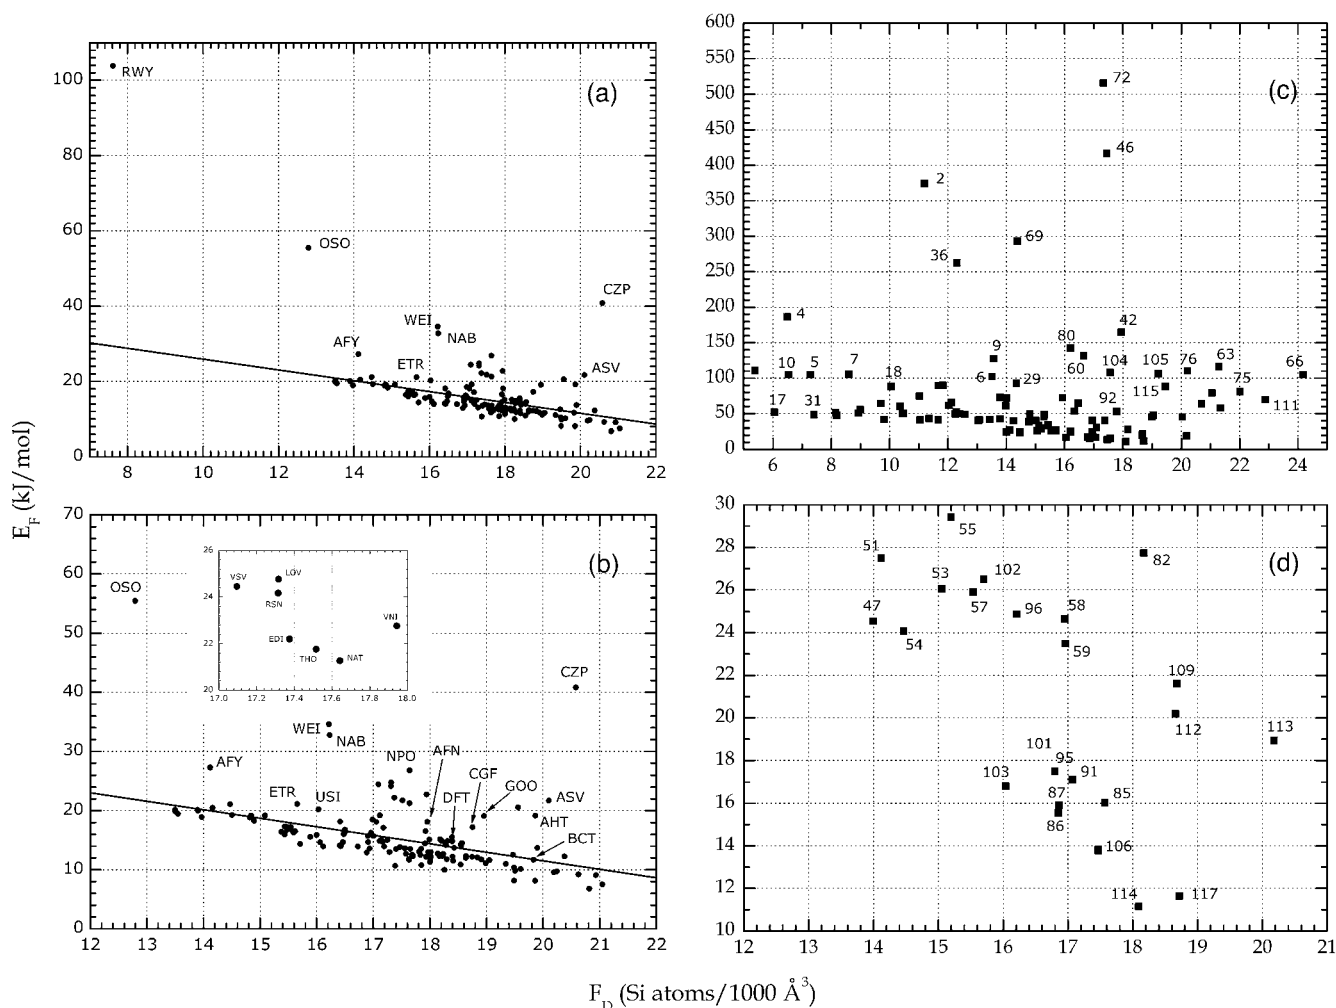 E_F (kJ/mol)
F_D (Si atoms/1000 Å³)
(a)
100
80
60
40
20
0
8 10 12 14 16 18 20 22
RWY
OSO
CZP
WEI
NAB
AFY
ETR
ASV
(b)
70
60
50
40
30
20
10
0
12 13 14 15 16 17 18 19 20 21 22
OSO
CZP
WEI
NAB
AFY
NPO
AFN
CGF
GOO
ETR
USI
DFT
ASV
AHT
BCT
26
24
22
20
17.0 17.2 17.4 17.6 17.8 18.0
VSV
LOV
RSN
EDI
THO
NAT
VNI
(c)
600
550
500
450
400
350
300
250
200
150
100
50
0
6 8 10 12 14 16 18 20 22 24
72
46
2
69
36
4
42
80
9
10
5
7
6
60
104
105
76
63
66
18
29
115
75
17
31
92
111
(d)
30
28
26
24
22
20
18
16
14
12
10
12 13 14 15 16 17 18 19 20 21
55
51
82
53
102
57
96
58
47
54
59
109
112
113
101
95
91
103
87
85
86
106
114
117